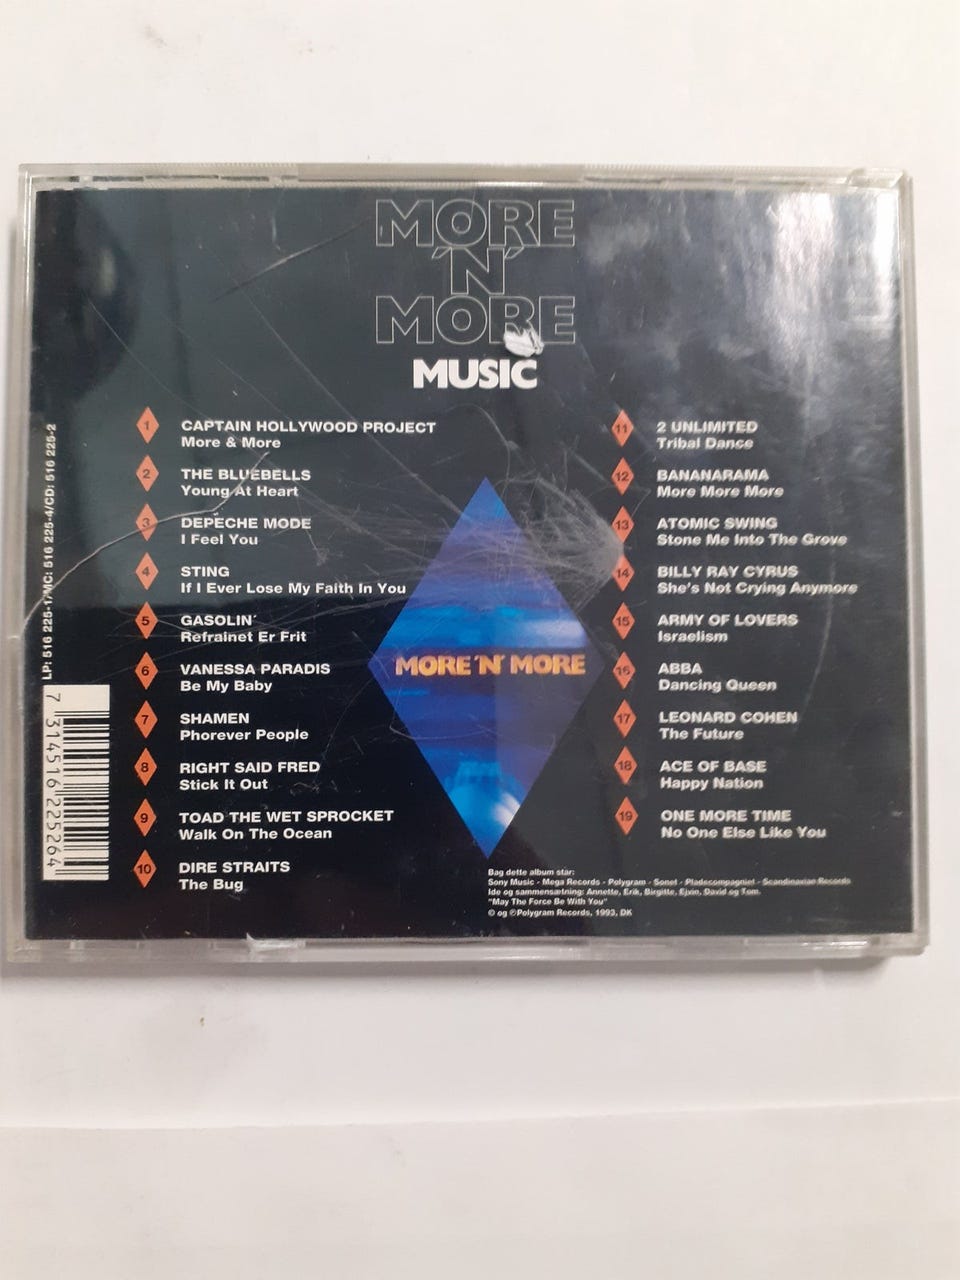 MORE
'N'
MORE
MUSIC
1
CAPTAIN HOLLYWOOD PROJECT
More & More
2
THE BLUEBELLS
Young At Heart
3
DEPECHE MODE
I Feel You
4
STING
If I Ever Lose My Faith In You
5
GASOLIN'
Refrainet Er Frit
6
VANESSA PARADIS
Be My Baby
7
SHAMEN
Phorever People
8
RIGHT SAID FRED
Stick It Out
9
TOAD THE WET SPROCKET
Walk On The Ocean
10
DIRE STRAITS
The Bug
11
2 UNLIMITED
Tribal Dance
12
BANANARAMA
More More More
13
ATOMIC SWING
Stone Me Into The Grove
14
BILLY RAY CYRUS
She's Not Crying Anymore
15
ARMY OF LOVERS
Israelism
16
ABBA
Dancing Queen
17
LEONARD COHEN
The Future
18
ACE OF BASE
Happy Nation
19
ONE MORE TIME
No One Else Like You
MORE 'N' MORE
LP: 516 225-1/MC: 516 225-4/CD: 516 225-2
7 31451 6225264
Bag dette album står:
Sony Music - Mega Records - Polygram - Sonet - Pladecompagniet - Scandinavian Records
Ide og sammensætning: Annette, Erik, Birgitte, Ejvin, David og Tom.
"May The Force Be With You"
© og ℗Polygram Records, 1993, DK